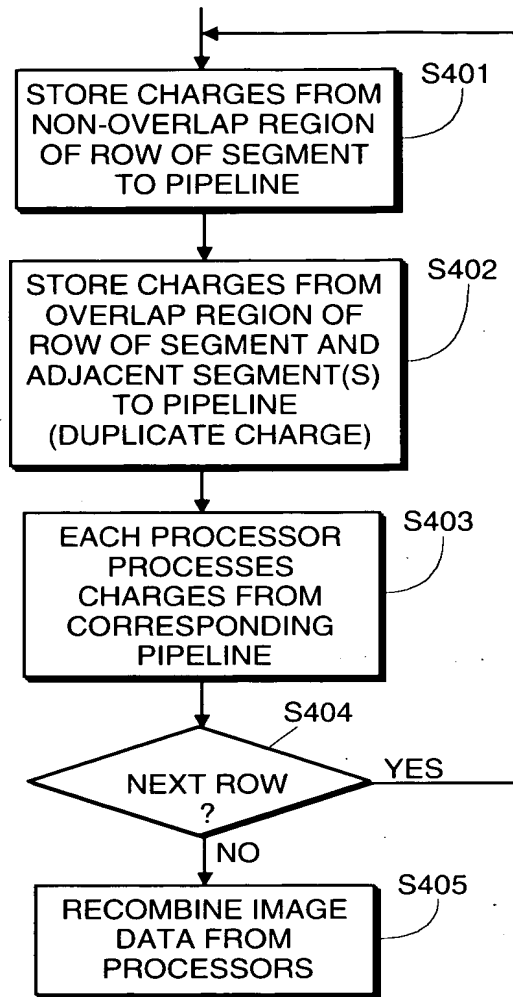 S401
STORE CHARGES FROM
NON-OVERLAP REGION
OF ROW OF SEGMENT
TO PIPELINE
S402
STORE CHARGES FROM
OVERLAP REGION OF
ROW OF SEGMENT AND
ADJACENT SEGMENT(S)
TO PIPELINE
(DUPLICATE CHARGE)
S403
EACH PROCESSOR
PROCESSES
CHARGES FROM
CORRESPONDING
PIPELINE
S404
NEXT ROW
?
YES
NO
S405
RECOMBINE IMAGE
DATA FROM
PROCESSORS